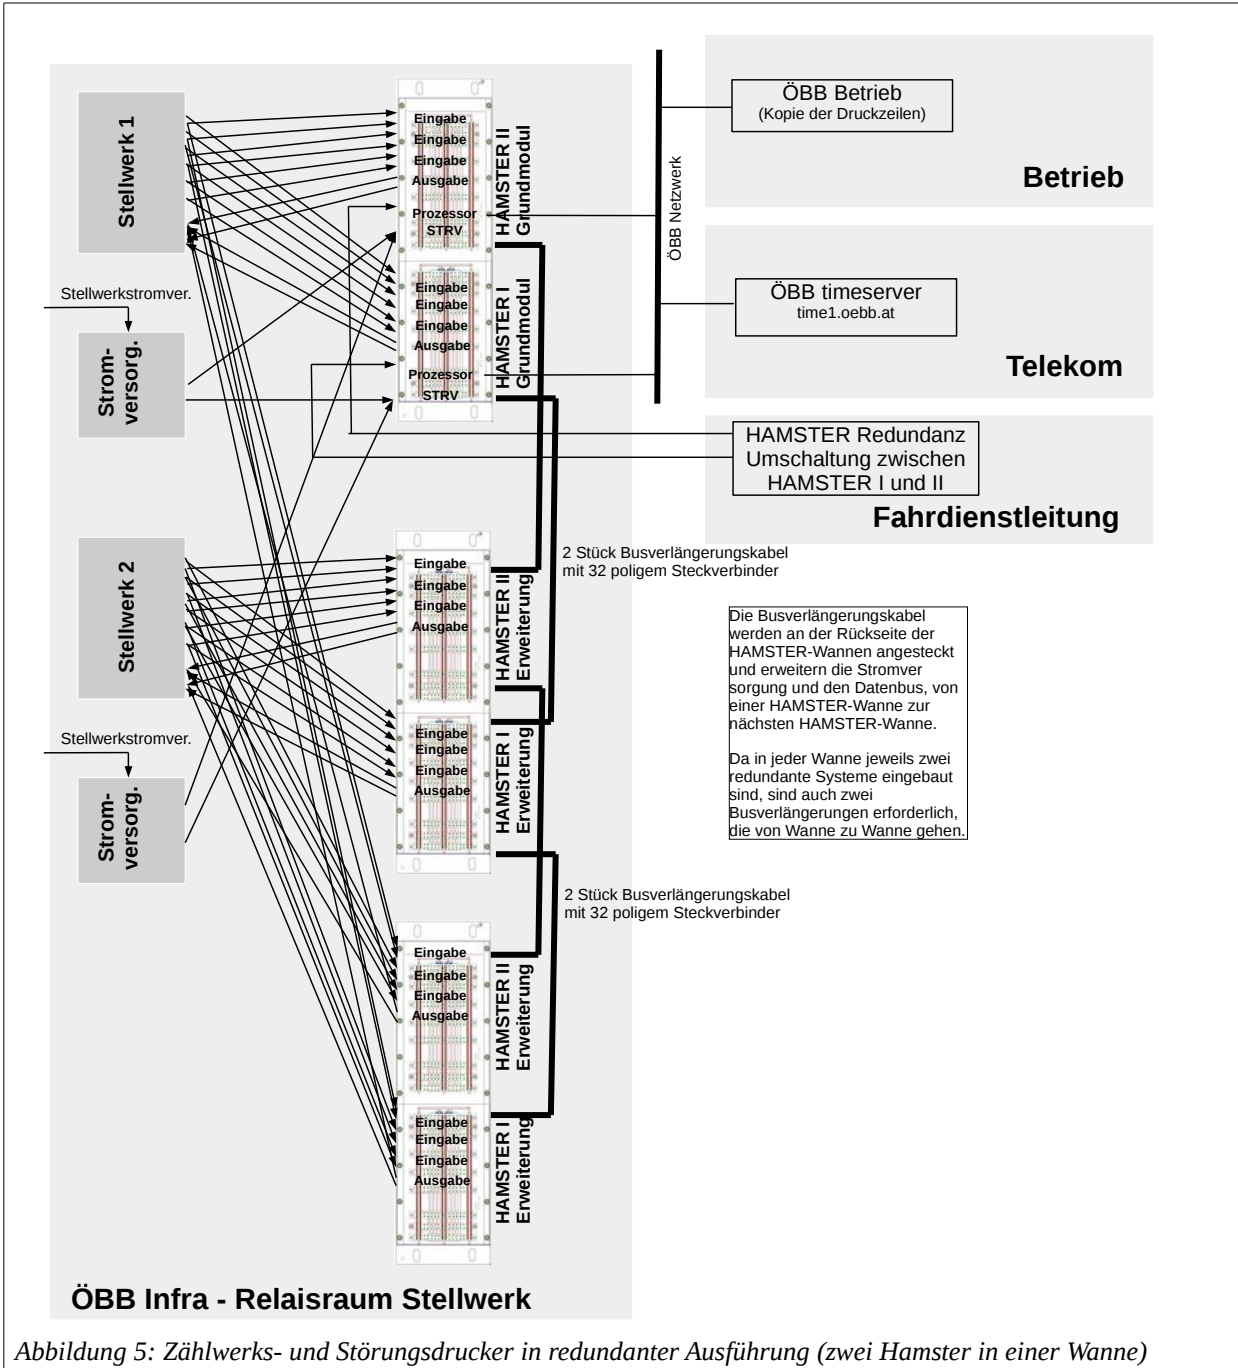 Stellwerk 1
Stellwerkstromver.
Strom-
versorg.
Stellwerk 2
Stellwerkstromver.
Strom-
versorg.
Eingabe
Eingabe
Eingabe
Ausgabe
Prozessor
STRV
HAMSTER II
Grundmodul
Eingabe
Eingabe
Eingabe
Ausgabe
Prozessor
STRV
HAMSTER I
Grundmodul
Eingabe
Eingabe
Eingabe
Ausgabe
HAMSTER II
Erweiterung
Eingabe
Eingabe
Eingabe
Ausgabe
HAMSTER I
Erweiterung
Eingabe
Eingabe
Eingabe
Ausgabe
HAMSTER II
Erweiterung
Eingabe
Eingabe
Eingabe
Ausgabe
HAMSTER I
Erweiterung
ÖBB Netzwerk
ÖBB Betrieb
(Kopie der Druckzeilen)
Betrieb
ÖBB timeserver
time1.oebb.at
Telekom
HAMSTER Redundanz
Umschaltung zwischen
HAMSTER I und II
Fahrdienstleitung
2 Stück Busverlängerungskabel
mit 32 poligem Steckverbinder
Die Busverlängerungskabel
werden an der Rückseite der
HAMSTER-Wannen angesteckt
und erweitern die Stromver
sorgung und den Datenbus, von
einer HAMSTER-Wanne zur
nächsten HAMSTER-Wanne.
Da in jeder Wanne jeweils zwei
redundante Systeme eingebaut
sind, sind auch zwei
Busverlängerungen erforderlich,
die von Wanne zu Wanne gehen.
2 Stück Busverlängerungskabel
mit 32 poligem Steckverbinder
ÖBB Infra - Relaisraum Stellwerk
Abbildung 5: Zählwerks- und Störungsdrucker in redundanter Ausführung (zwei Hamster in einer Wanne)